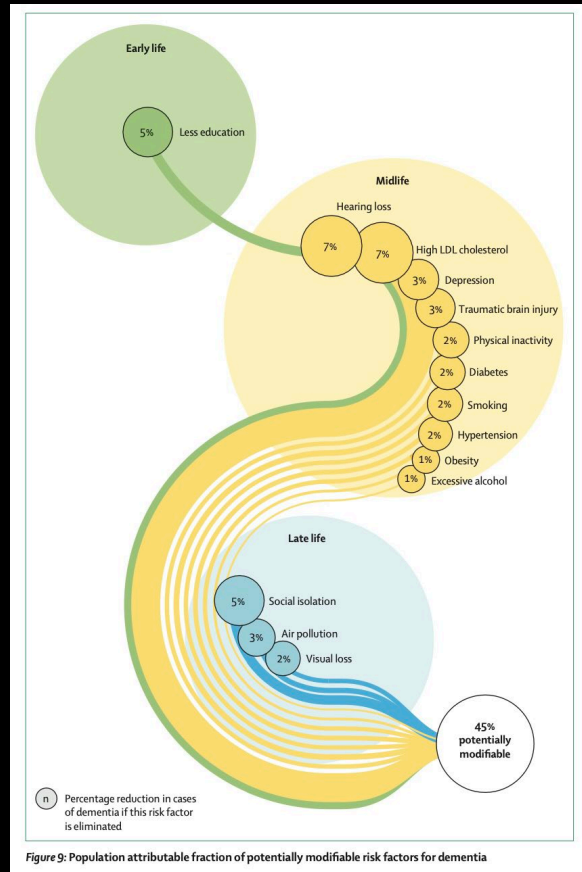 Early life
5%
Less education
Midlife
Hearing loss
7%
7%
High LDL cholesterol
3%
Depression
3%
Traumatic brain injury
2%
Physical inactivity
2%
Diabetes
2%
Smoking
2%
Hypertension
1%
Obesity
1%
Excessive alcohol
Late life
5%
Social isolation
3%
Air pollution
2%
Visual loss
45%
potentially
modifiable
n
Percentage reduction in cases
of dementia if this risk factor
is eliminated
Figure 9: Population attributable fraction of potentially modifiable risk factors for dementia